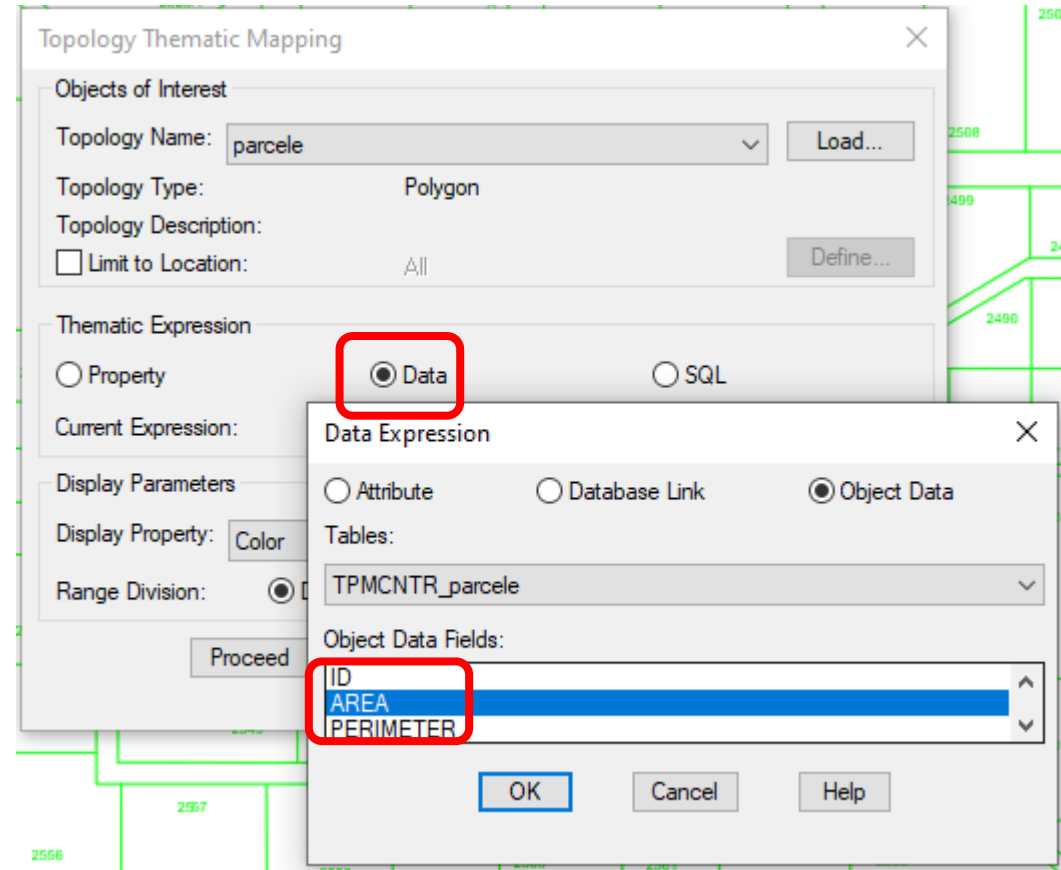 Topology Thematic Mapping
250
Objects of Interest
Topology Name: parcele Load...
2508
Topology Type: Polygon
2499
Topology Description:
Limit to Location: All Define...
2490
Thematic Expression
Property Data SQL
Current Expression:
Data Expression
Display Parameters
Attribute Database Link Object Data
Display Property: Color
Tables:
Range Division:
TPMCNTR_parcele
Object Data Fields:
Proceed
ID
AREA
PERIMETER
OK Cancel Help
2567
2556